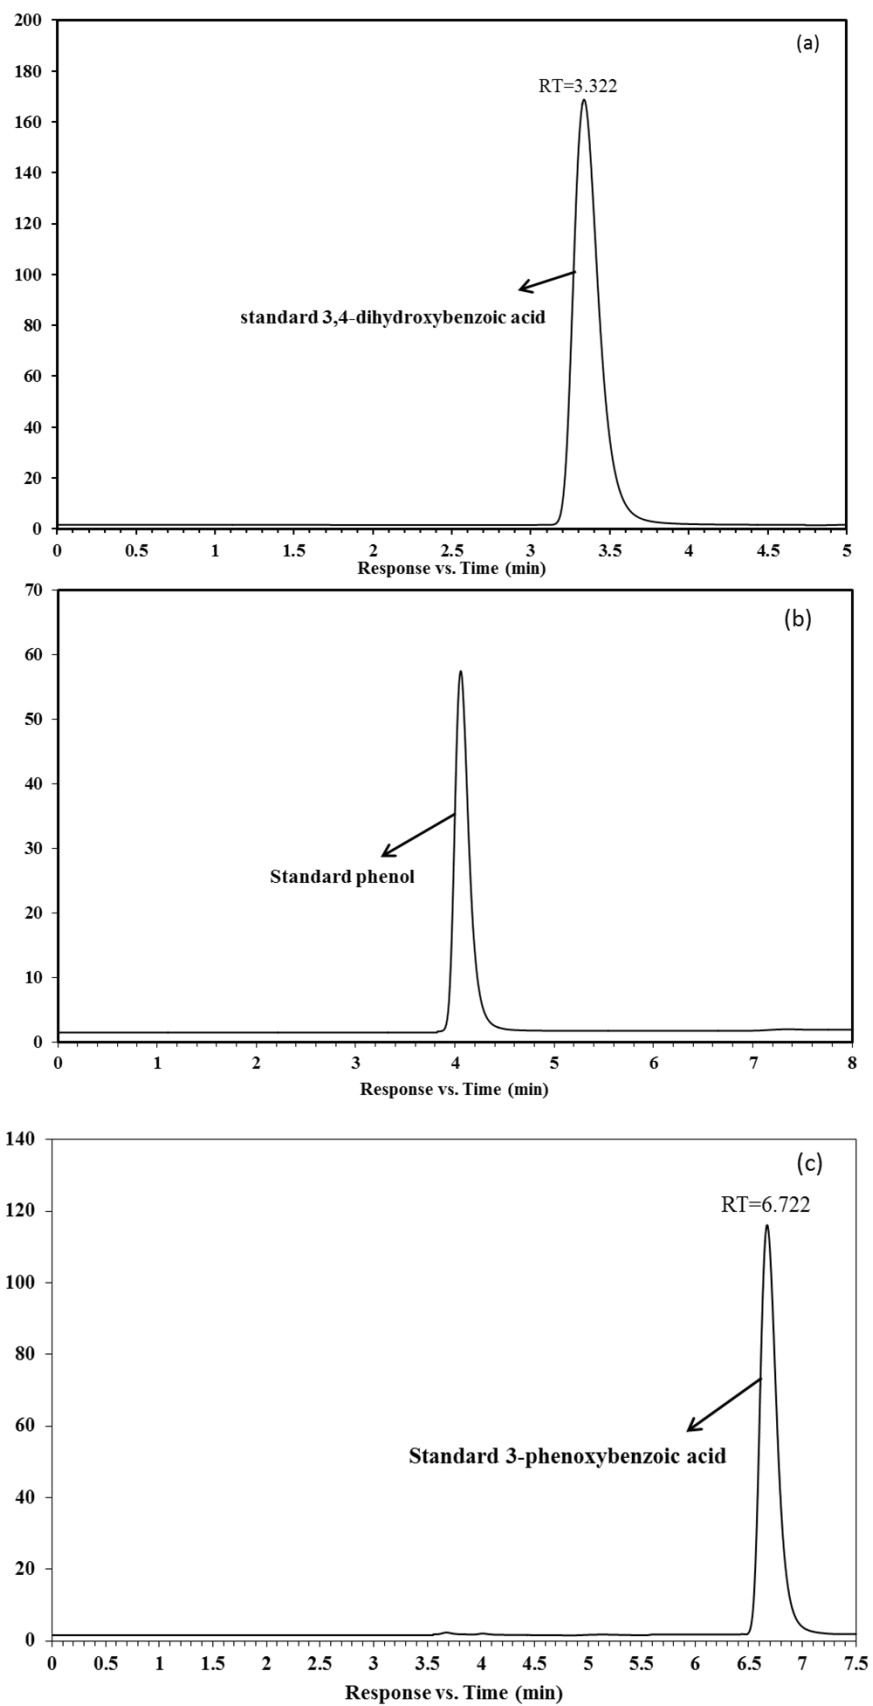 200
(a)
180
RT=3.322
160
140
120
100
standard 3,4-dihydroxybenzoic acid
80
60
40
20
0
0 0.5 1 1.5 2 2.5 3 3.5 4 4.5 5
Response vs. Time (min)
70
(b)
60
50
40
30
Standard phenol
20
10
0
0 1 2 3 4 5 6 7 8
Response vs. Time (min)
140
(c)
120
RT=6.722
100
80
60
Standard 3-phenoxybenzoic acid
40
20
0
0 0.5 1 1.5 2 2.5 3 3.5 4 4.5 5 5.5 6 6.5 7 7.5
Response vs. Time (min)